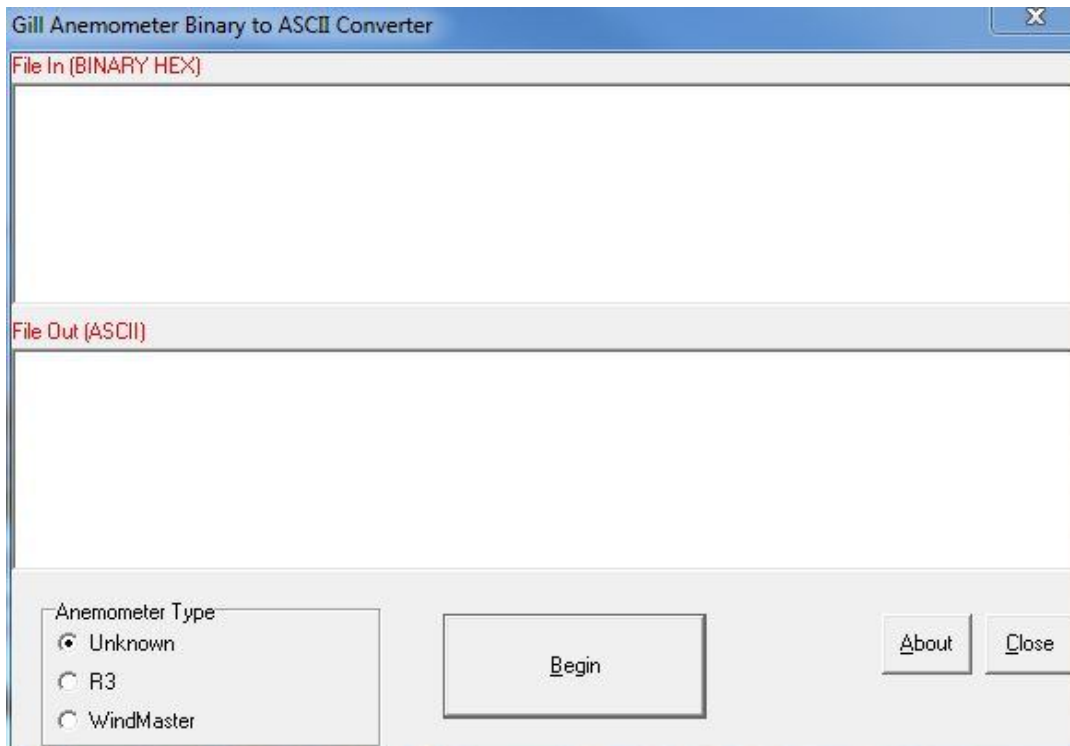 Gill Anemometer Binary to ASCII Converter
X
File In (BINARY HEX)
File Out (ASCII)
Anemometer Type
Unknown
R3
WindMaster
Begin
About
Close